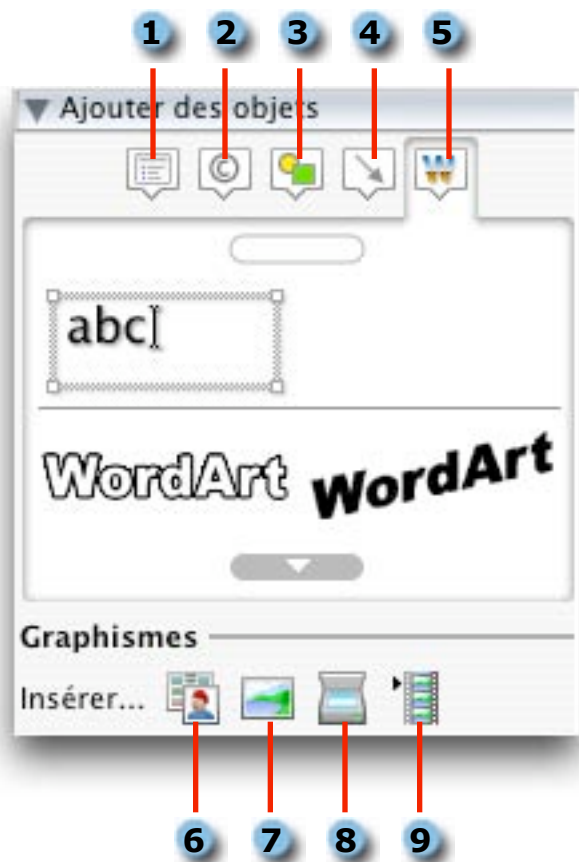 1 2 3 4 5
Ajouter des objets
©
abc
WordArt WordArt
Graphismes
Insérer...
6 7 8 9